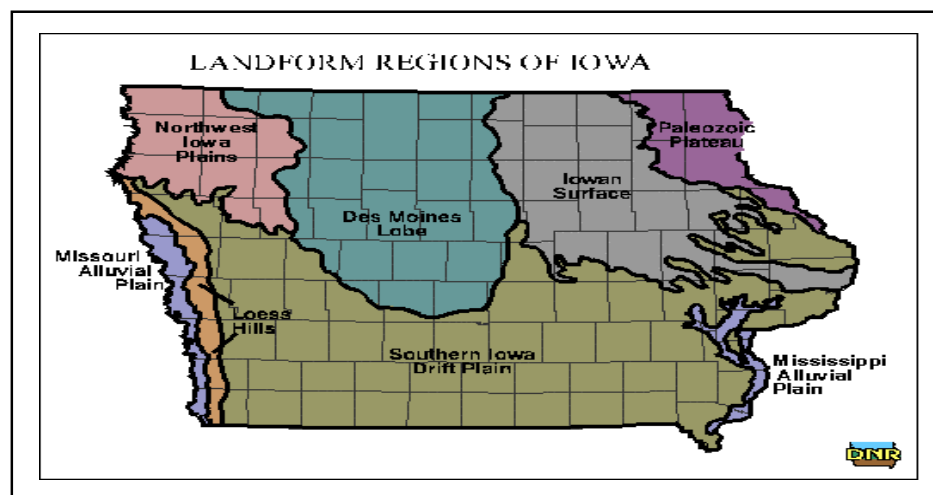 LANDFORM REGIONS OF IOWA
Northwest
Iowa
Plains
Paleozoic
Plateau
Iowan
Surface
Des Moines
Lobe
Missouri
Alluvial
Plain
Loess
Hills
Southern Iowa
Drift Plain
Mississippi
Alluvial
Plain
DNR